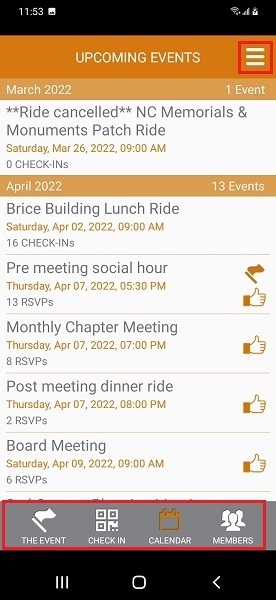 11:53
UPCOMING EVENTS
March 2022 1 Event
**Ride cancelled** NC Memorials &
Monuments Patch Ride
Saturday, Mar 26, 2022, 09:00 AM
0 CHECK-INs
April 2022 13 Events
Brice Building Lunch Ride
Saturday, Apr 02, 2022, 09:00 AM
16 CHECK-INs
Pre meeting social hour
Thursday, Apr 07, 2022, 05:30 PM
13 RSVPs
Monthly Chapter Meeting
Thursday, Apr 07, 2022, 07:00 PM
8 RSVPs
Post meeting dinner ride
Thursday, Apr 07, 2022, 08:00 PM
2 RSVPs
Board Meeting
Saturday, Apr 09, 2022, 09:00 AM
6 RSVPs
THE EVENT CHECK IN CALENDAR MEMBERS